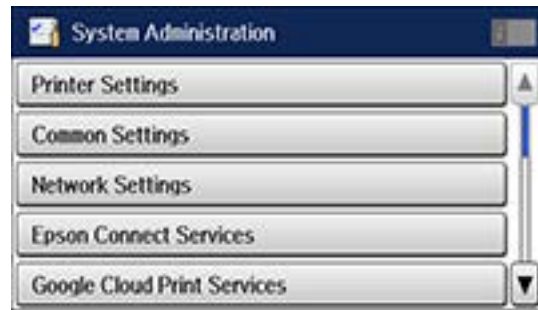 System Administration
Printer Settings
Common Settings
Network Settings
Epson Connect Services
Google Cloud Print Services